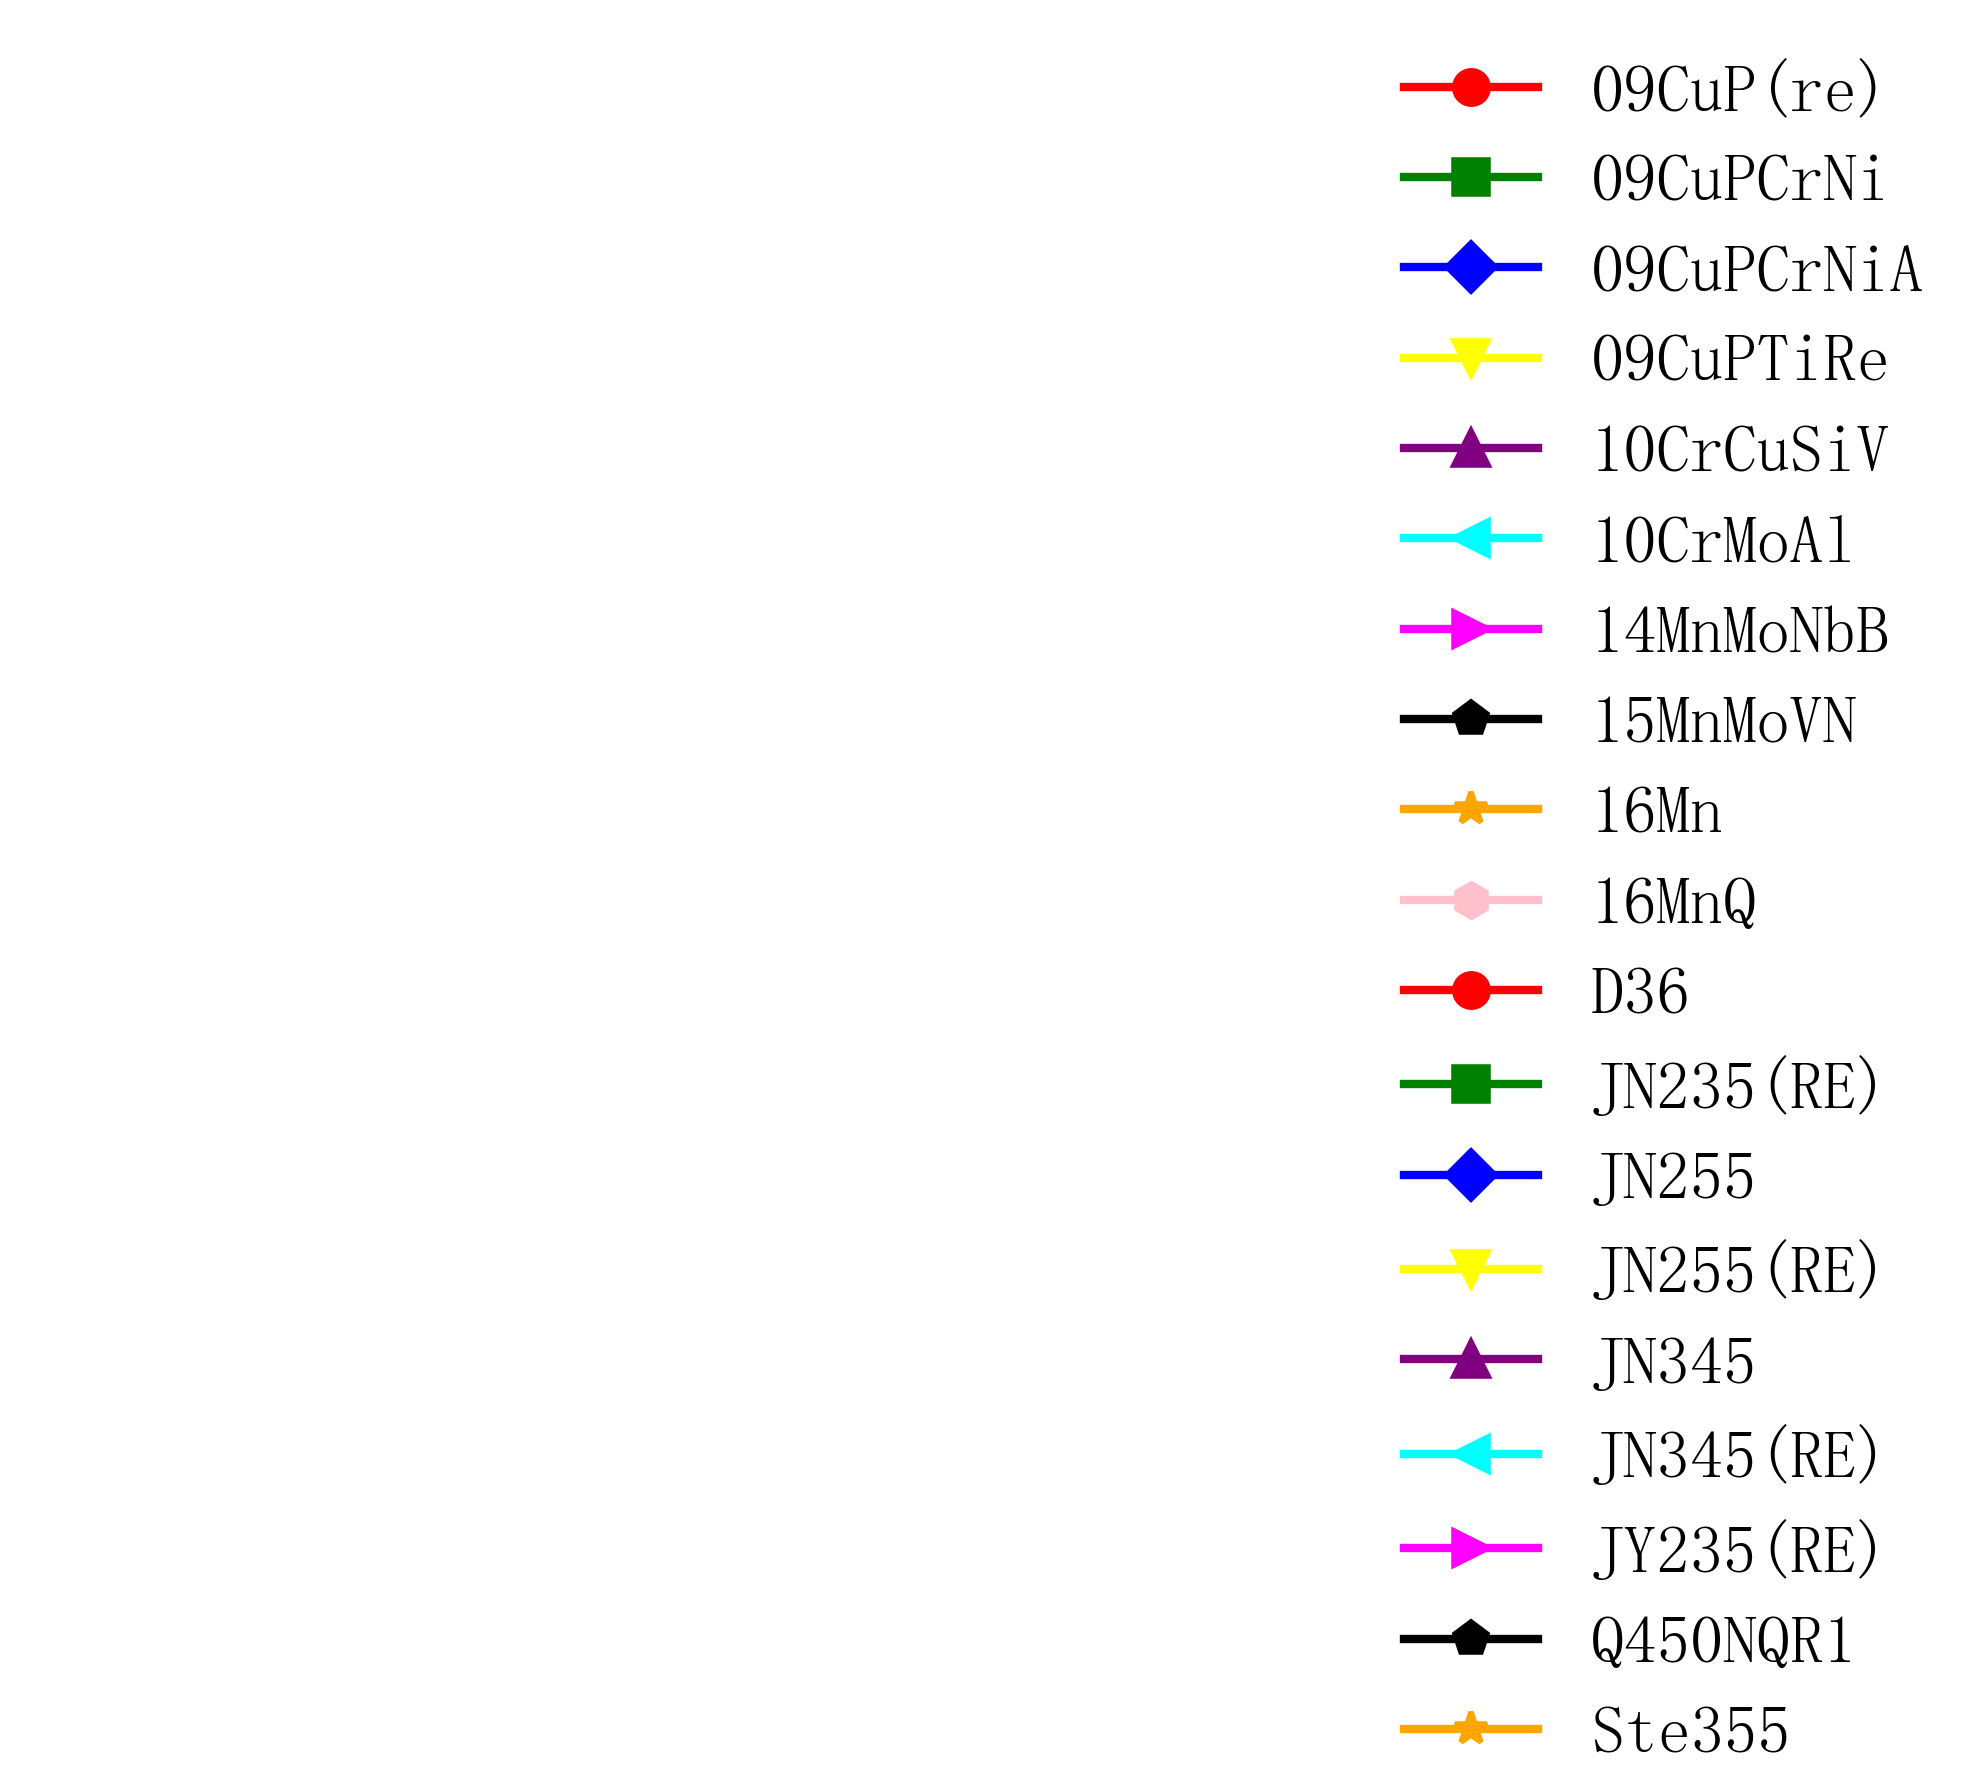 09CuP(re)
09CuPCrNi
09CuPCrNiA
09CuPTiRe
10CrCuSiV
10CrMoAl
14MnMoNbB
15MnMoVN
16Mn
16MnQ
D36
JN235(RE)
JN255
JN255(RE)
JN345
JN345(RE)
JY235(RE)
Q450NQR1
Ste355